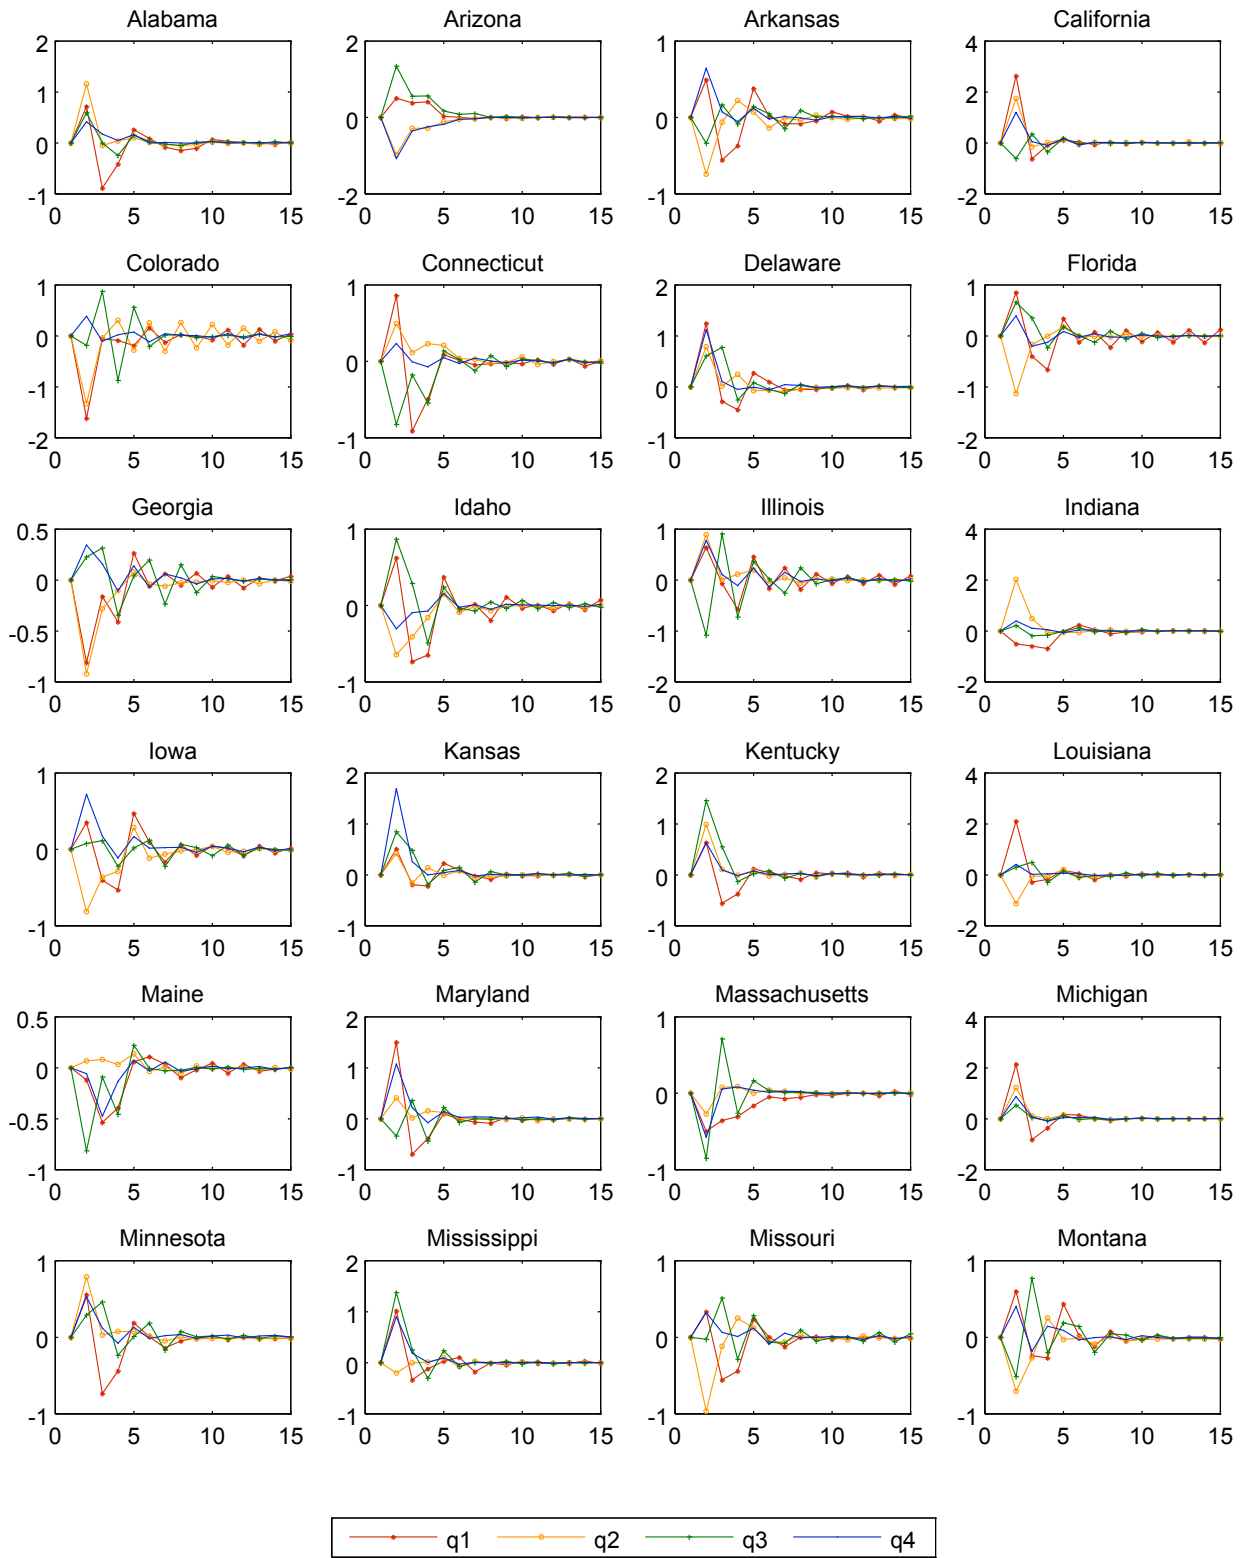 Alabama Arizona Arkansas California
2 2 1 4
1 2
0 0 0 0
-1 -2 -1 -2
0 5 10 15 0 5 10 15 0 5 10 15 0 5 10 15
Colorado Connecticut Delaware Florida
1 1 2 1
0 1 0
-1 0 0 -1
-2 -1 -1 -2
0 5 10 15 0 5 10 15 0 5 10 15 0 5 10 15
Georgia Idaho Illinois Indiana
0.5 1 1 4
0 0 2
-0.5 0 -1 0
-1 -1 -2 -2
0 5 10 15 0 5 10 15 0 5 10 15 0 5 10 15
Iowa Kansas Kentucky Louisiana
1 2 2 4
1 1 2
0 0 0 0
-1 -1 -1 -2
0 5 10 15 0 5 10 15 0 5 10 15 0 5 10 15
Maine Maryland Massachusetts Michigan
0.5 2 1 4
0 1 2
-0.5 0 0 0
-1 -1 -1 -2
0 5 10 15 0 5 10 15 0 5 10 15 0 5 10 15
Minnesota Mississippi Missouri Montana
1 2 1 1
1
0 0 0 0
-1 -1 -1 -1
0 5 10 15 0 5 10 15 0 5 10 15 0 5 10 15
q1 q2 q3 q4